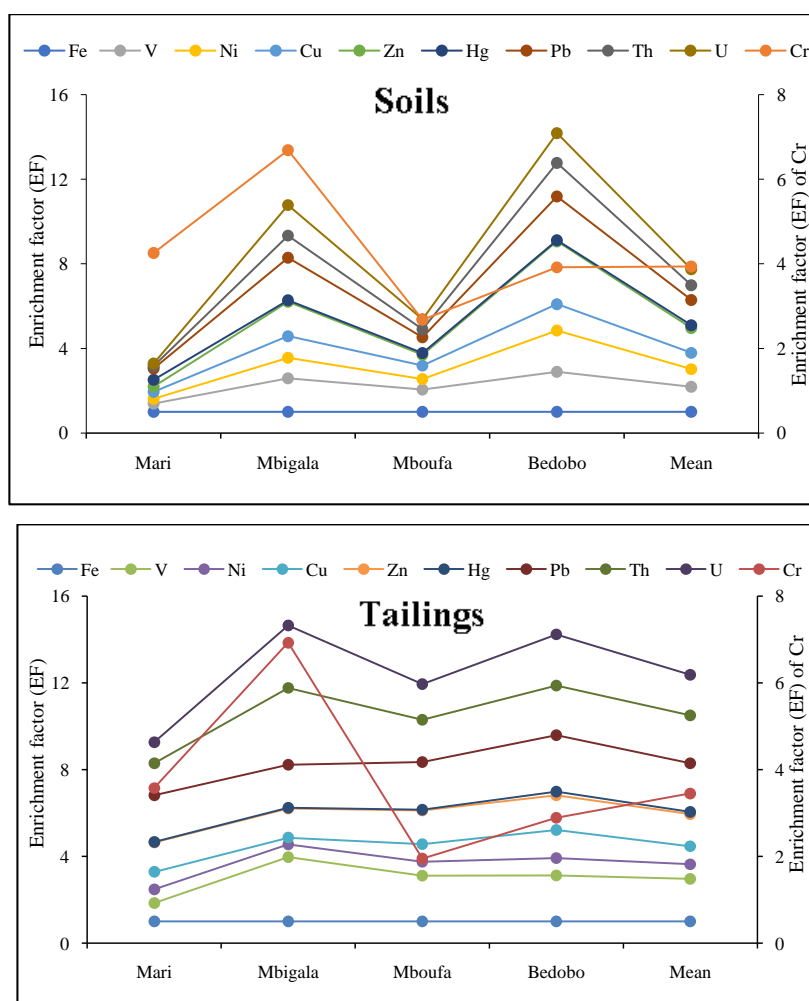 Fe V Ni Cu Zn Hg Pb Th U Cr
Soils
Enrichment factor (EF)
16
12
8
4
0
8
6
4
2
0
Enrichment factor (EF) of Cr
Mari Mbigala Mboufa Bedobo Mean
Fe V Ni Cu Zn Hg Pb Th U Cr
Tailings
Enrichment factor (EF)
16
12
8
4
0
8
6
4
2
0
Enrichment factor (EF) of Cr
Mari Mbigala Mboufa Bedobo Mean